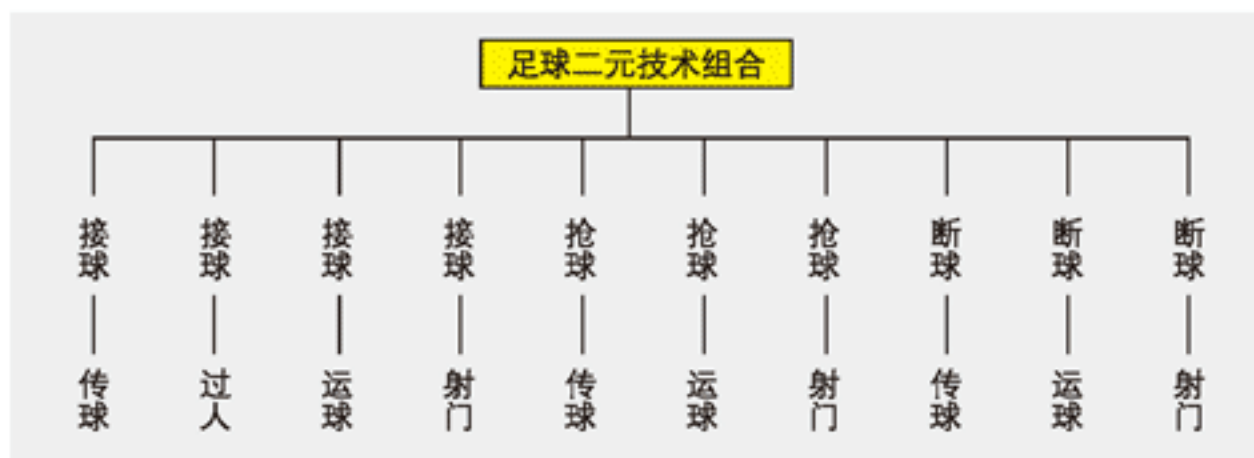 足球二元技术组合
接球 接球 接球 接球 抢球 抢球 抢球 断球 断球 断球
传球 过人 运球 射门 传球 运球 射门 传球 运球 射门